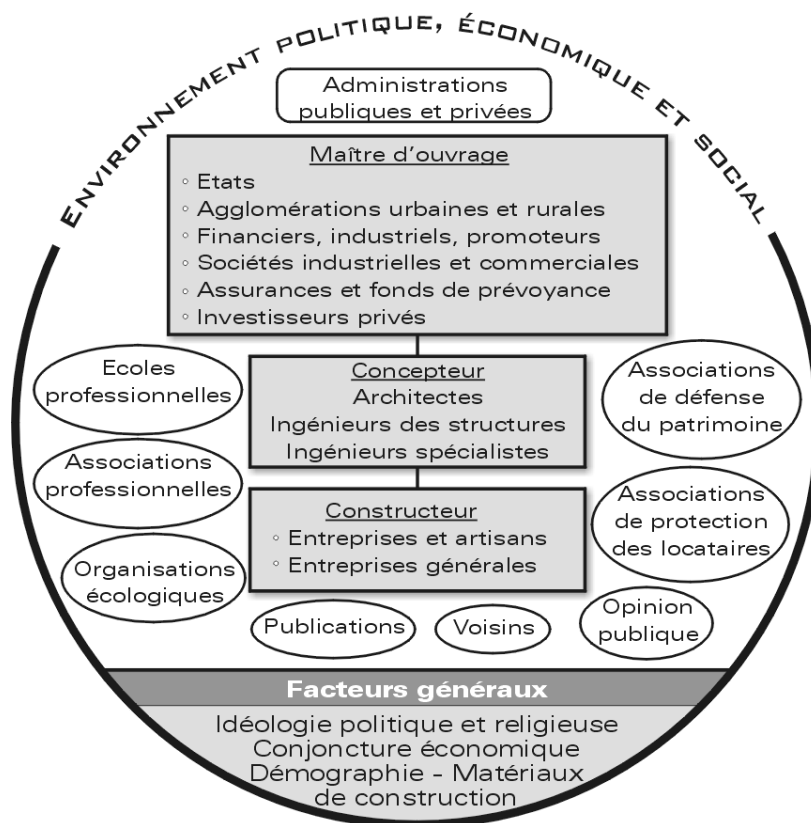 ENVIRONNEMENT POLITIQUE, ÉCONOMIQUE ET SOCIAL
Administrations
publiques et privées
Maître d'ouvrage
◦ Etats
◦ Agglomérations urbaines et rurales
◦ Financiers, industriels, promoteurs
◦ Sociétés industrielles et commerciales
◦ Assurances et fonds de prévoyance
◦ Investisseurs privés
Ecoles
professionnelles
Concepteur
Architectes
Ingénieurs des structures
Ingénieurs spécialistes
Associations
de défense
du patrimoine
Associations
professionnelles
Constructeur
◦ Entreprises et artisans
◦ Entreprises générales
Associations
de protection
des locataires
Organisations
écologiques
Publications
Voisins
Opinion
publique
Facteurs généraux
Idéologie politique et religieuse
Conjoncture économique
Démographie - Matériaux
de construction